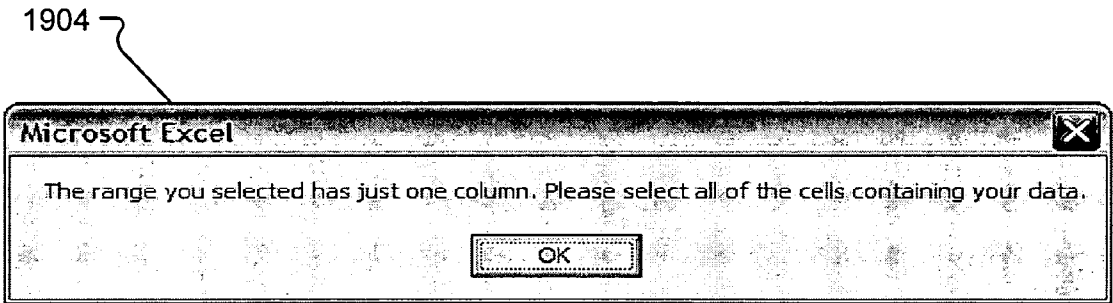 1904
Microsoft Excel
The range you selected has just one column. Please select all of the cells containing your data.
OK